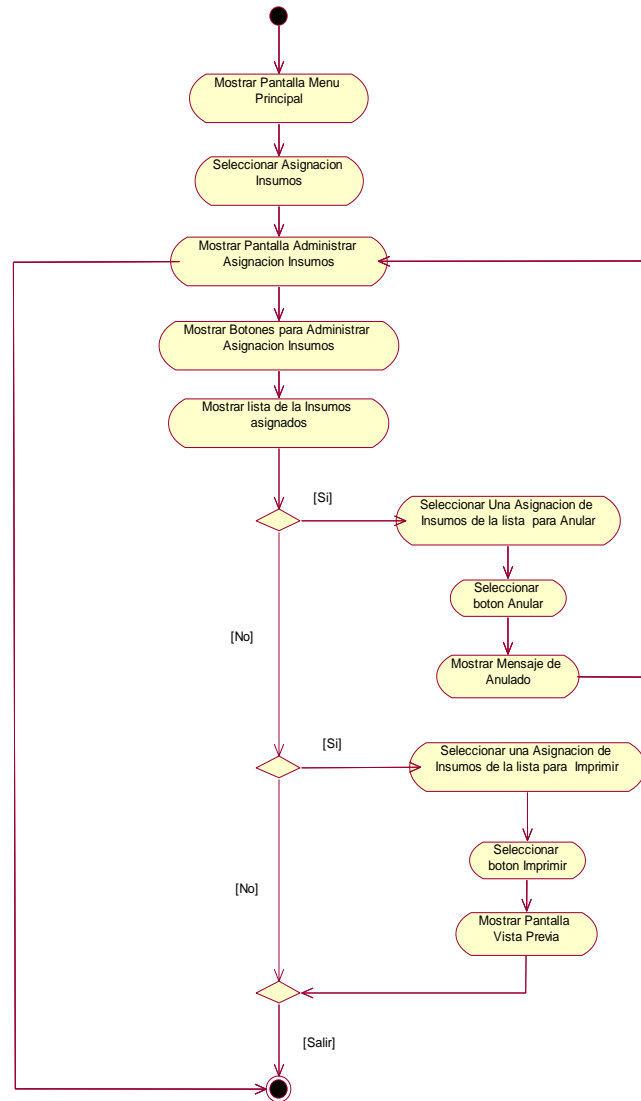 Mostrar Pantalla Menu
Principal
Seleccionar Asignacion
Insumos
Mostrar Pantalla Administrar
Asignacion Insumos
Mostrar Botones para Administrar
Asignacion Insumos
Mostrar lista de la Insumos
asignados
[Si]
Seleccionar Una Asignacion de
Insumos de la lista para Anular
Seleccionar
boton Anular
[No]
Mostrar Mensaje de
Anulado
[Si]
Seleccionar una Asignacion de
Insumos de la lista para Imprimir
Seleccionar
boton Imprimir
[No]
Mostrar Pantalla
Vista Previa
[Salir]